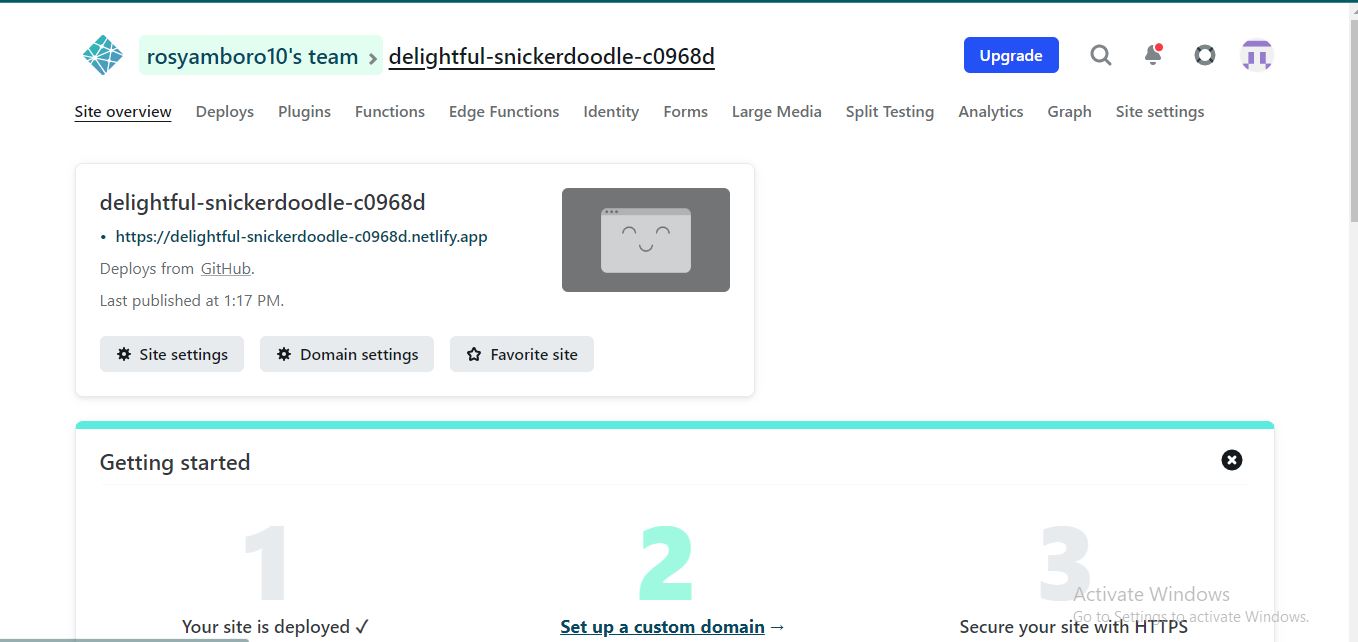 rosyamboro10's team > delightful-snickerdoodle-c0968d Upgrade
Site overview Deploys Plugins Functions Edge Functions Identity Forms Large Media Split Testing Analytics Graph Site settings
delightful-snickerdoodle-c0968d
• https://delightful-snickerdoodle-c0968d.netlify.app
Deploys from GitHub.
Last published at 1:17 PM.
Site settings Domain settings Favorite site
Getting started
1 2 3
Your site is deployed ✓ Set up a custom domain → Secure your site with HTTPS
Activate Windows
Go to Settings to activate Windows.